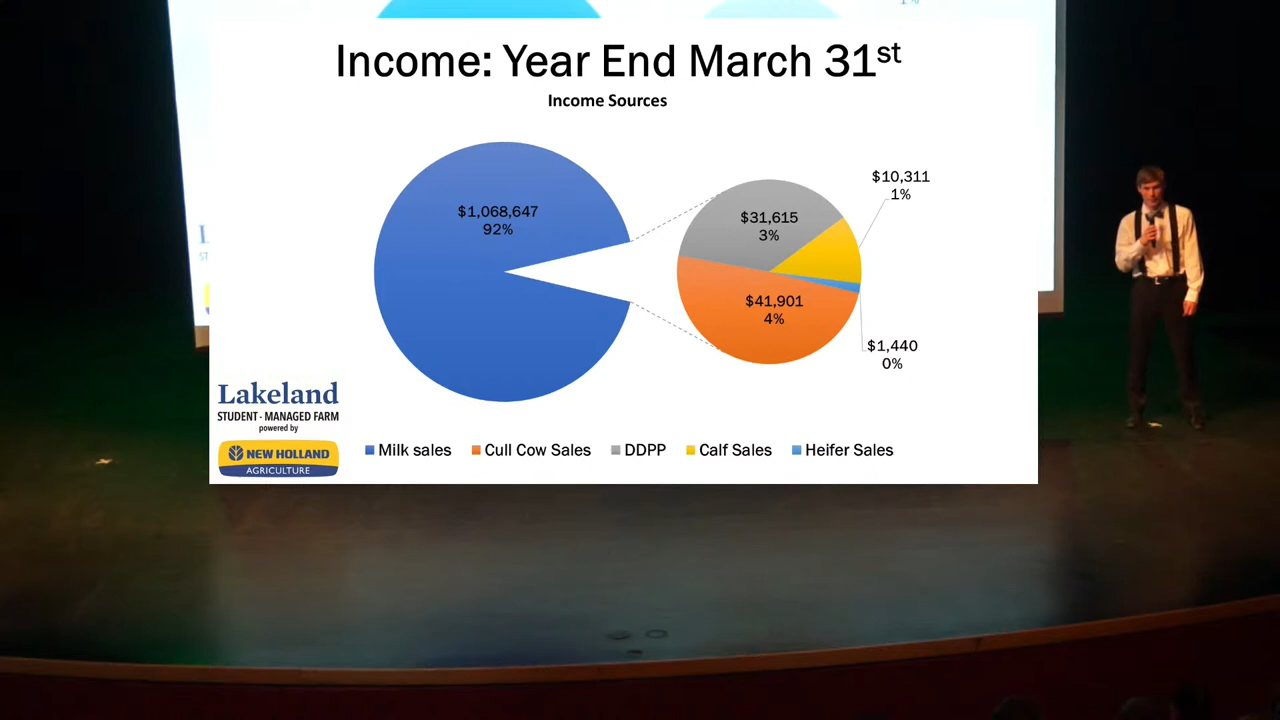 1%
Income: Year End March 31st
Income Sources
$1,068,647
92%
$31,615
3%
$10,311
1%
$41,901
4%
$1,440
0%
Lakeland
STUDENT - MANAGED FARM
powered by
NEW HOLLAND
AGRICULTURE
Milk sales
Cull Cow Sales
DDPP
Calf Sales
Heifer Sales